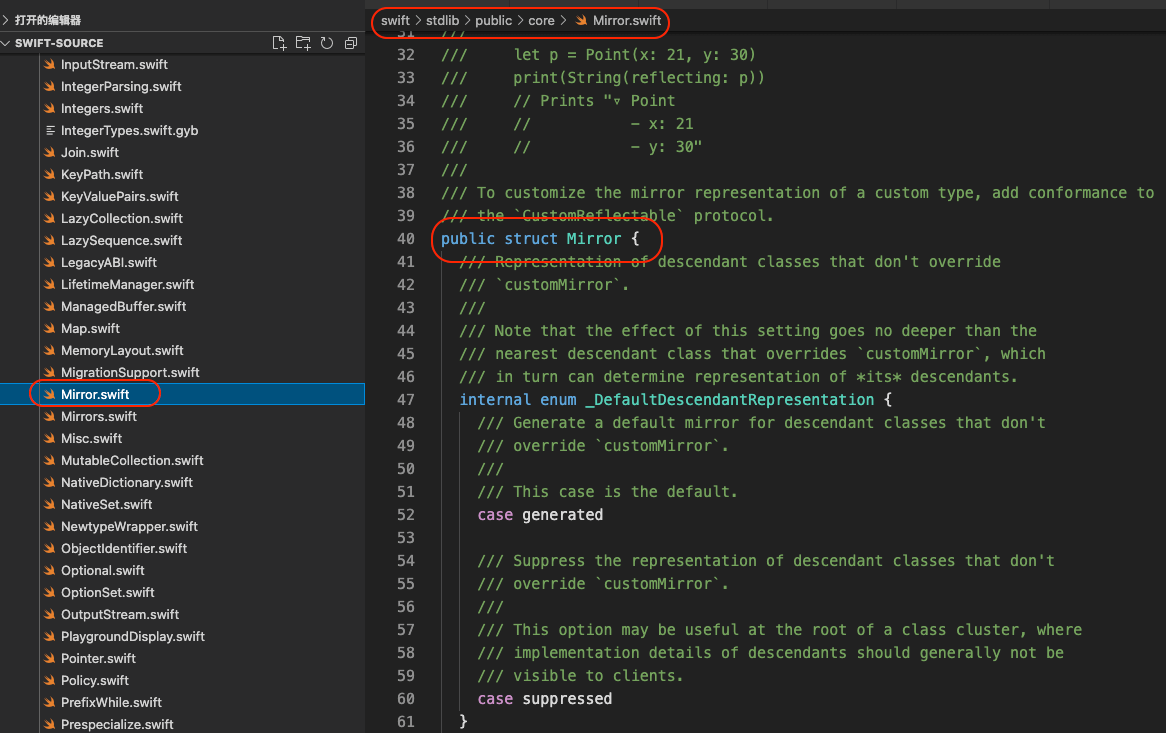 打开的编辑器
SWIFT-SOURCE
InputStream.swift
IntegerParsing.swift
Integers.swift
IntegerTypes.swift.gyb
Join.swift
KeyPath.swift
KeyValuePairs.swift
LazyCollection.swift
LazySequence.swift
LegacyABI.swift
LifetimeManager.swift
ManagedBuffer.swift
Map.swift
MemoryLayout.swift
MigrationSupport.swift
Mirror.swift
Mirrors.swift
Misc.swift
MutableCollection.swift
NativeDictionary.swift
NativeSet.swift
NewtypeWrapper.swift
ObjectIdentifier.swift
Optional.swift
OptionSet.swift
OutputStream.swift
PlaygroundDisplay.swift
Pointer.swift
Policy.swift
PrefixWhile.swift
Prespecialize.swift
swift > stdlib > public > core > Mirror.swift
31 ///
32 ///     let p = Point(x: 21, y: 30)
33 ///     print(String(reflecting: p))
34 ///     // Prints "▿ Point
35 ///     //           - x: 21
36 ///     //           - y: 30"
37 ///
38 /// To customize the mirror representation of a custom type, add conformance to
39 /// the `CustomReflectable` protocol.
40 public struct Mirror {
41   /// Representation of descendant classes that don't override
42   /// `customMirror`.
43   ///
44   /// Note that the effect of this setting goes no deeper than the
45   /// nearest descendant class that overrides `customMirror`, which
46   /// in turn can determine representation of *its* descendants.
47   internal enum _DefaultDescendantRepresentation {
48     /// Generate a default mirror for descendant classes that don't
49     /// override `customMirror`.
50     ///
51     /// This case is the default.
52     case generated
53
54     /// Suppress the representation of descendant classes that don't
55     /// override `customMirror`.
56     ///
57     /// This option may be useful at the root of a class cluster, where
58     /// implementation details of descendants should generally not be
59     /// visible to clients.
60     case suppressed
61   }